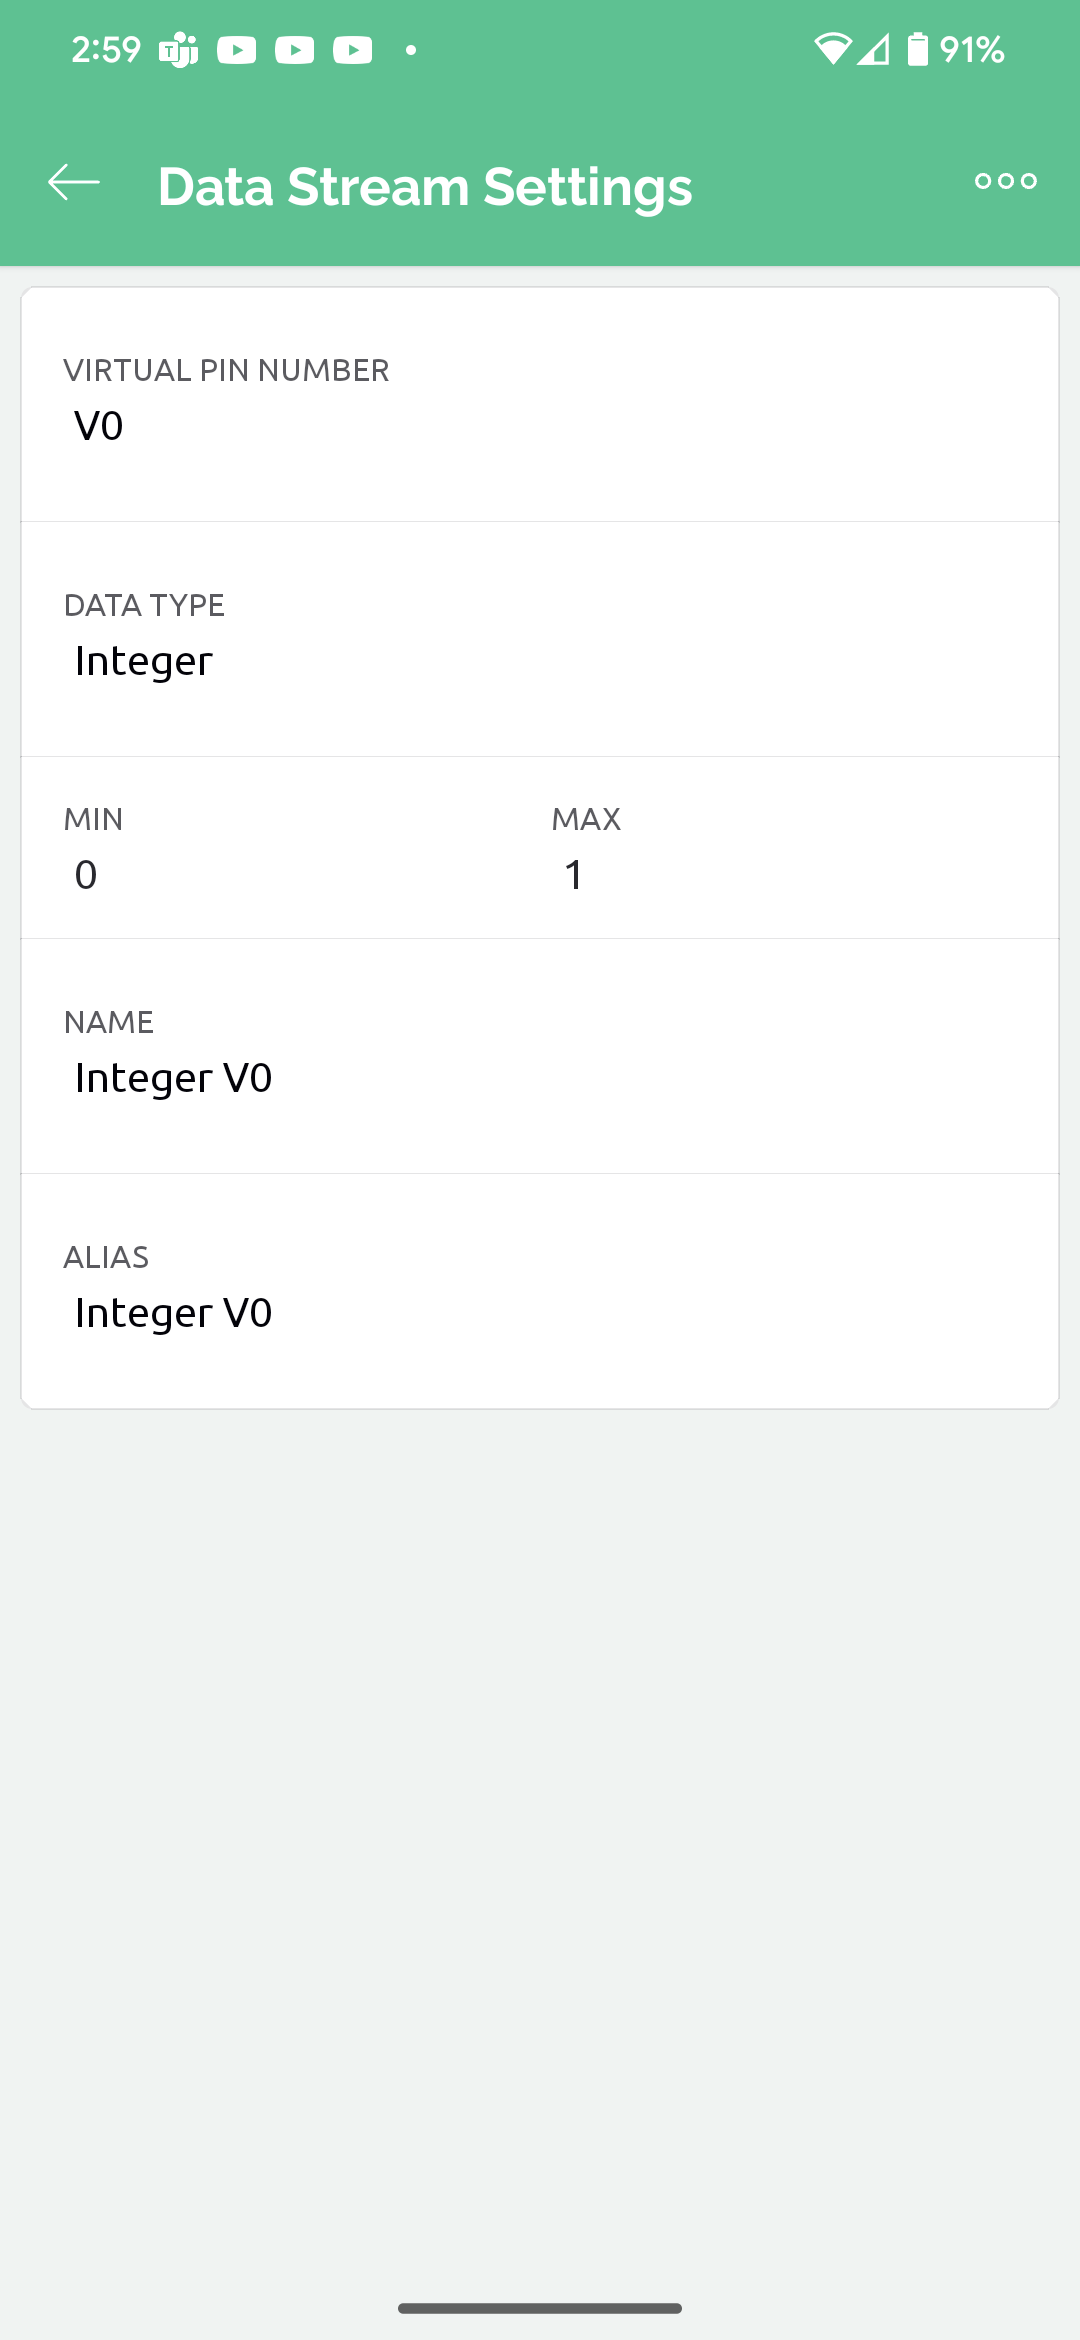 2:59
91%
Data Stream Settings
VIRTUAL PIN NUMBER
V0
DATA TYPE
Integer
MIN MAX
0 1
NAME
Integer V0
ALIAS
Integer V0